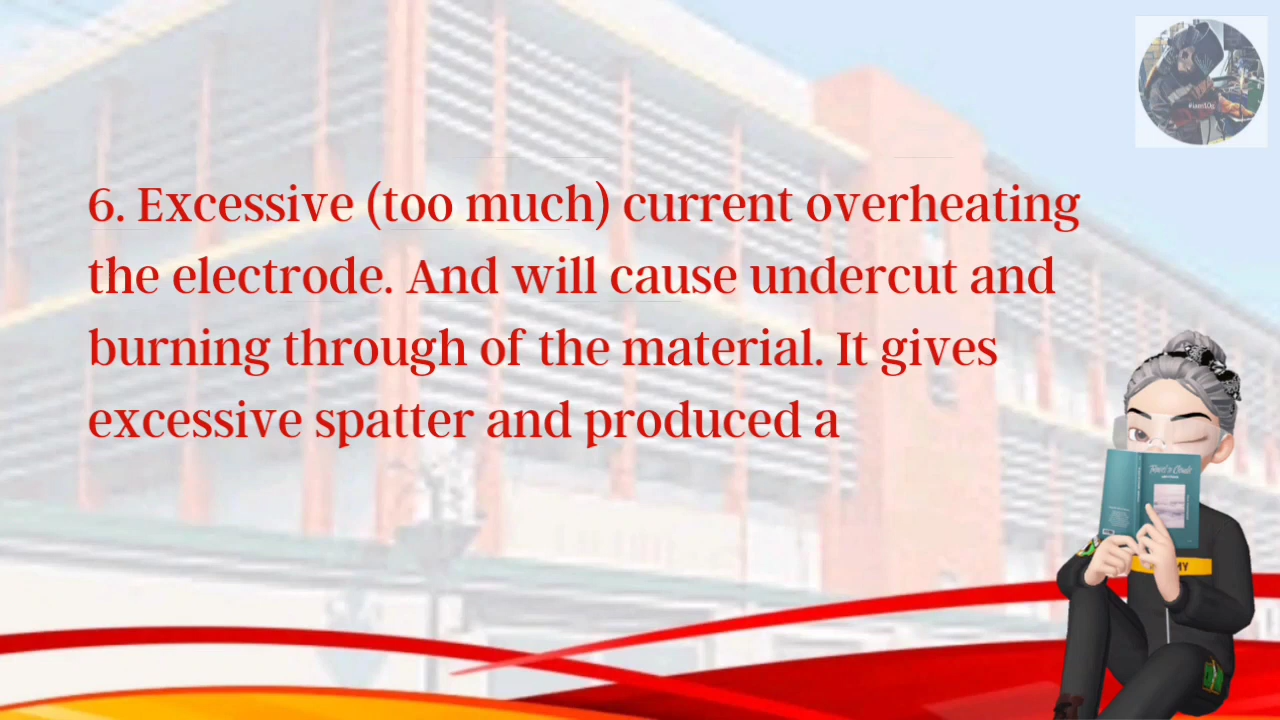 6. Excessive (too much) current overheating
the electrode. And will cause undercut and
burning through of the material. It gives
excessive spatter and produced a